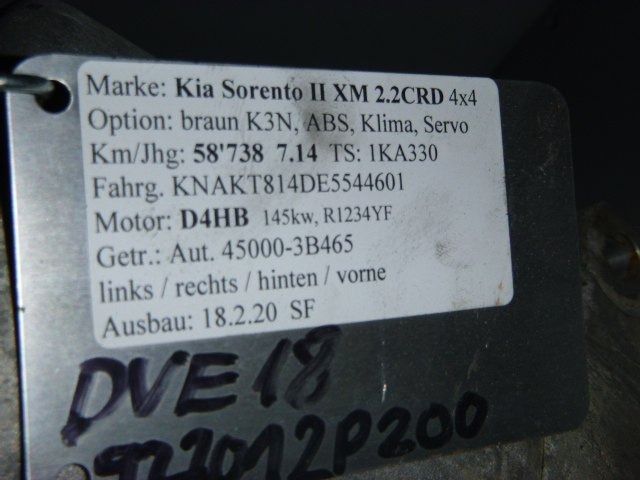 Marke: Kia Sorento II XM 2.2CRD 4x4
Option: braun K3N, ABS, Klima, Servo
Km/Jhg: 58'738 7.14 TS: 1KA330
Fahrg. KNAKT814DE5544601
Motor: D4HB 145kw, R1234YF
Getr.: Aut. 45000-3B465
links / rechts / hinten / vorne
Ausbau: 18.2.20 SF
DVE18